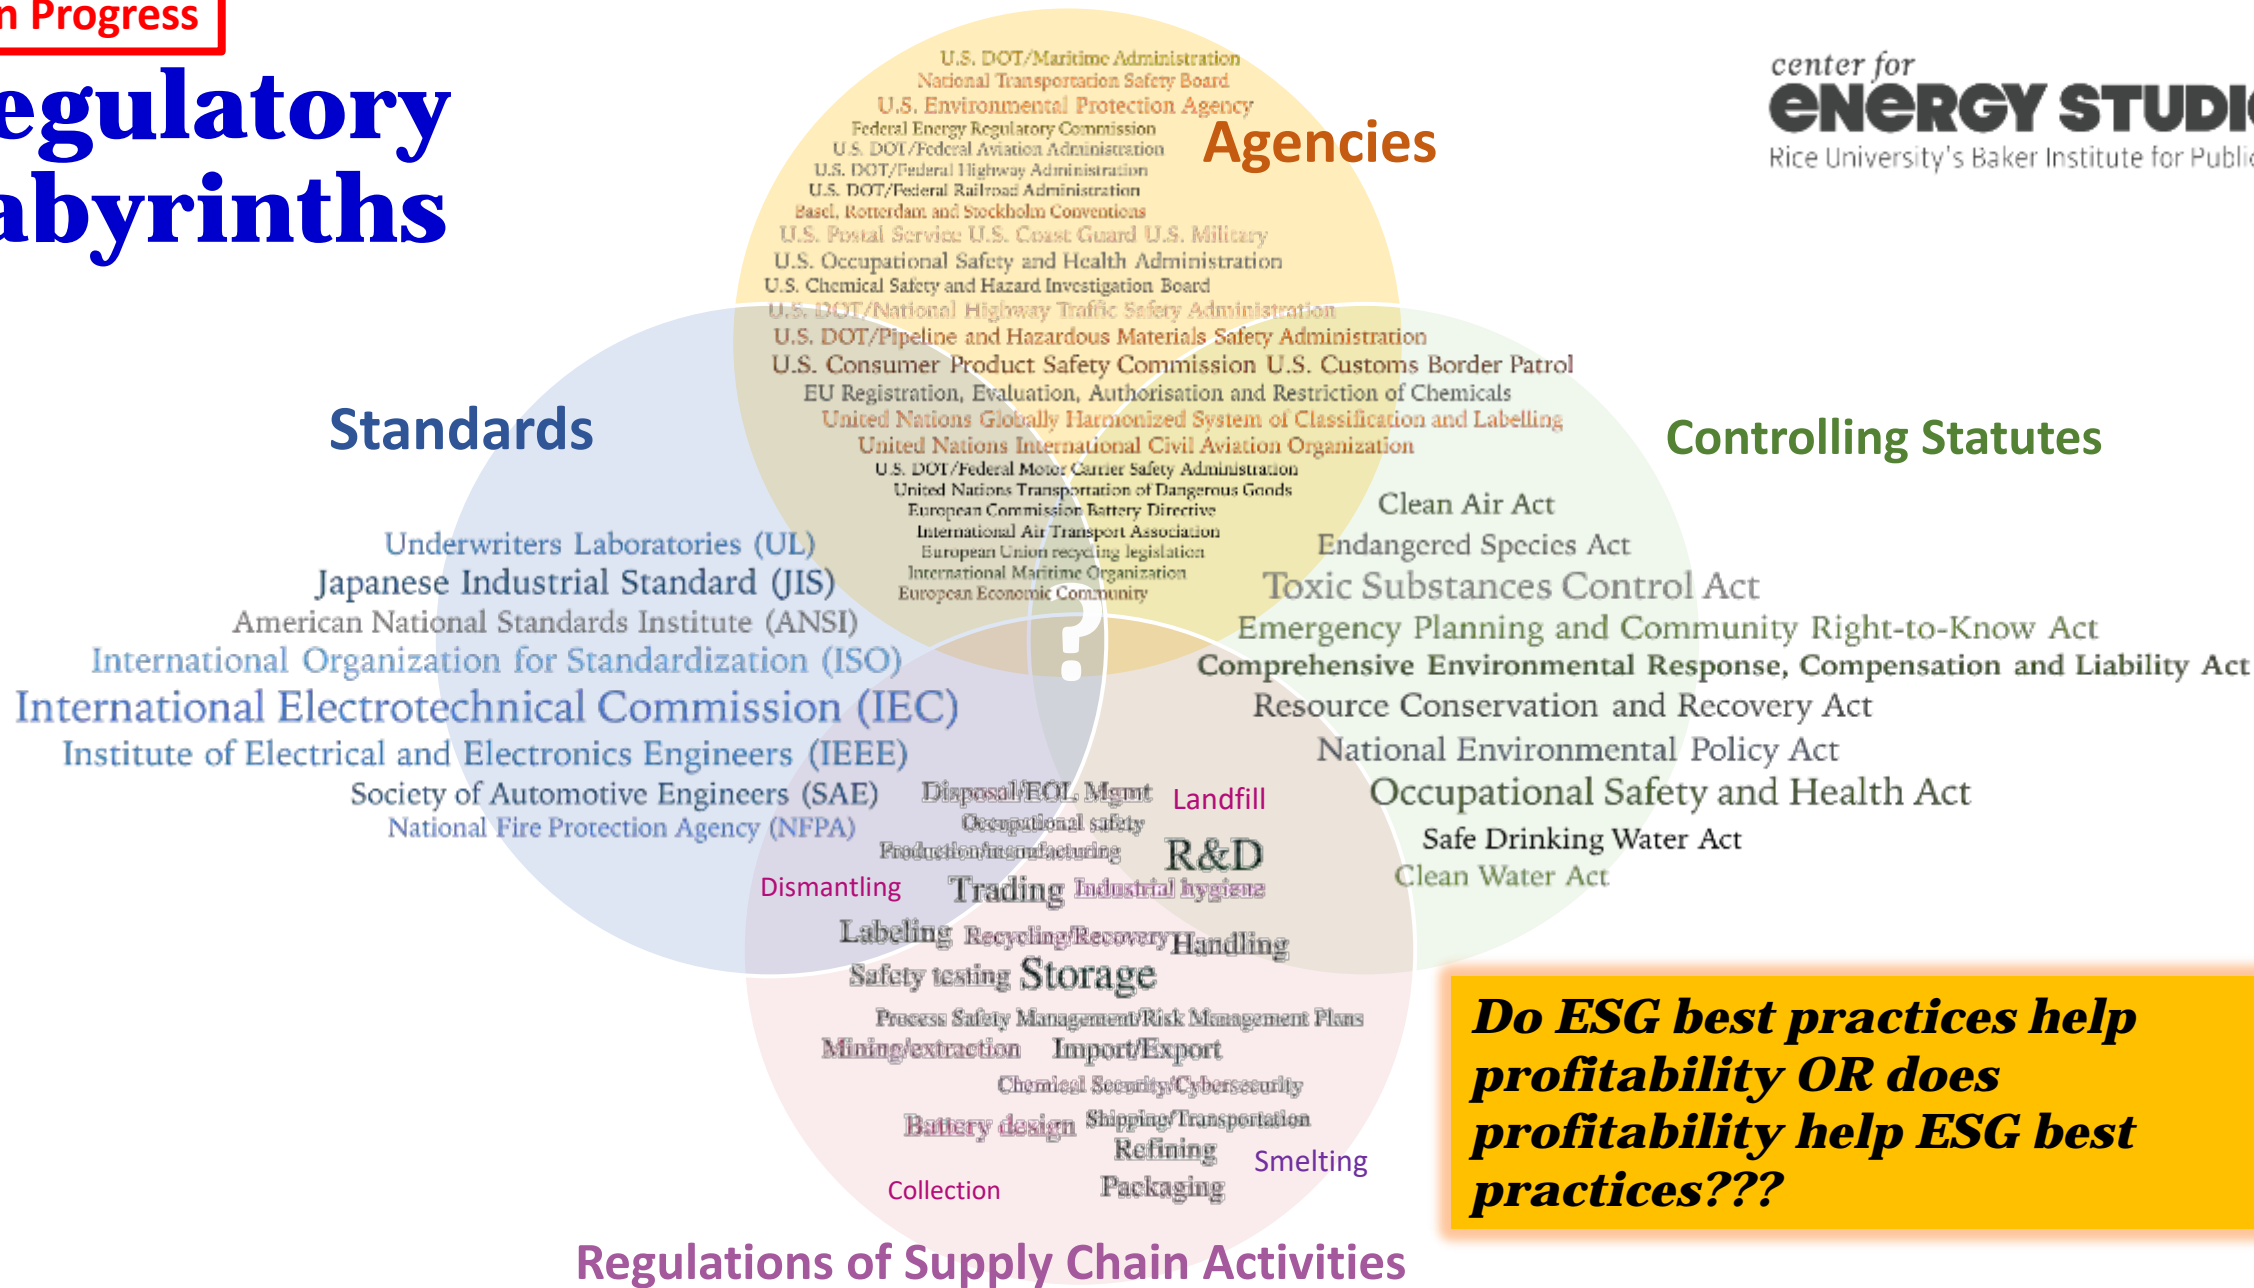 n Progress
egulatory
abyrinths
center for
ENERGY STUDI
Rice University's Baker Institute for Public
Agencies
U.S. DOT/Maritime Administration
National Transportation Safety Board
U.S. Environmental Protection Agency
Federal Energy Regulatory Commission
U.S. DOT/Federal Aviation Administration
U.S. DOT/Federal Highway Administration
U.S. DOT/Federal Railroad Administration
Basel, Rotterdam and Stockholm Conventions
U.S. Postal Service U.S. Coast Guard U.S. Military
U.S. Occupational Safety and Health Administration
U.S. Chemical Safety and Hazard Investigation Board
U.S. DOT/National Highway Traffic Safety Administration
U.S. DOT/Pipeline and Hazardous Materials Safety Administration
U.S. Consumer Product Safety Commission U.S. Customs Border Patrol
EU Registration, Evaluation, Authorisation and Restriction of Chemicals
United Nations Globally Harmonized System of Classification and Labelling
United Nations International Civil Aviation Organization
U.S. DOT/Federal Motor Carrier Safety Administration
United Nations Transportation of Dangerous Goods
European Commission Battery Directive
International Air Transport Association
European Union recycling legislation
International Maritime Organization
European Economic Community
?
Standards
Underwriters Laboratories (UL)
Japanese Industrial Standard (JIS)
American National Standards Institute (ANSI)
International Organization for Standardization (ISO)
International Electrotechnical Commission (IEC)
Institute of Electrical and Electronics Engineers (IEEE)
Society of Automotive Engineers (SAE)
National Fire Protection Agency (NFPA)
Controlling Statutes
Clean Air Act
Endangered Species Act
Toxic Substances Control Act
Emergency Planning and Community Right-to-Know Act
Comprehensive Environmental Response, Compensation and Liability Act
Resource Conservation and Recovery Act
National Environmental Policy Act
Occupational Safety and Health Act
Safe Drinking Water Act
Clean Water Act
Disposal/EOL Mgmt Landfill
Occupational safety
Production/manufacturing R&D
Dismantling Trading Industrial hygiene
Labeling Recycling/Recovery Handling
Safety testing Storage
Process Safety Management/Risk Management Plans
Mining/extraction Import/Export
Chemical Security/Cybersecurity
Battery design Shipping/Transportation
Refining Smelting
Collection Packaging
Regulations of Supply Chain Activities
Do ESG best practices help
profitability OR does
profitability help ESG best
practices???